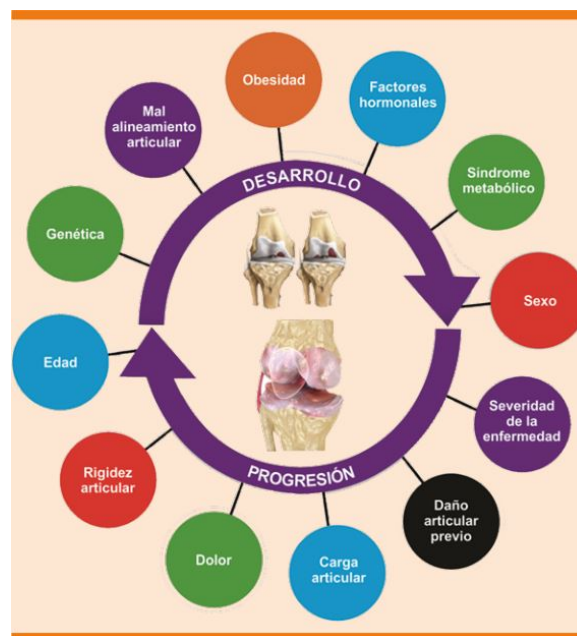 Obesidad
Factores
hormonales
Mal
alineamiento
articular
DESARROLLO
Síndrome
metabólico
Genética
Sexo
Edad
Severidad
de la
enfermedad
Rigidez
articular
PROGRESIÓN
Daño
articular
previo
Dolor
Carga
articular